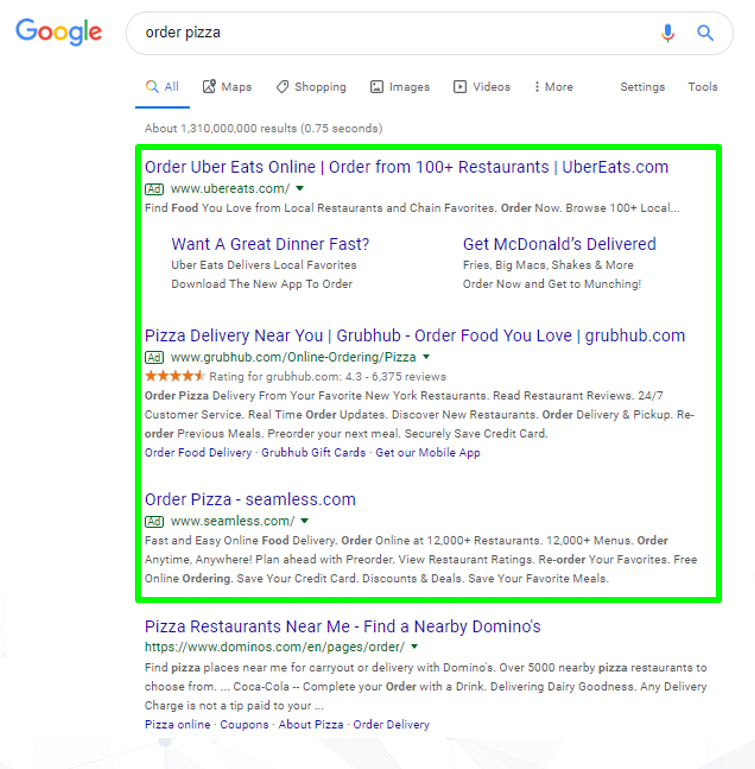 Google
order pizza
All Maps Shopping Images Videos More Settings Tools
About 1,310,000,000 results (0.75 seconds)
Order Uber Eats Online | Order from 100+ Restaurants | UberEats.com
Ad www.ubereats.com/
Find Food You Love from Local Restaurants and Chain Favorites. Order Now. Browse 100+ Local...
Want A Great Dinner Fast?
Uber Eats Delivers Local Favorites
Download The New App To Order
Get McDonald's Delivered
Fries, Big Macs, Shakes & More
Order Now and Get to Munching!
Pizza Delivery Near You | Grubhub - Order Food You Love | grubhub.com
Ad www.grubhub.com/Online-Ordering/Pizza
Rating for grubhub.com: 4.3 - 6,375 reviews
Order Pizza Delivery From Your Favorite New York Restaurants. Read Restaurant Reviews. 24/7
Customer Service. Real Time Order Updates. Discover New Restaurants. Order Delivery & Pickup. Re-
order Previous Meals. Preorder your next meal. Securely Save Credit Card.
Order Food Delivery · Grubhub Gift Cards · Get our Mobile App
Order Pizza - seamless.com
Ad www.seamless.com/
Fast and Easy Online Food Delivery. Order Online at 12,000+ Restaurants. 12,000+ Menus. Order
Anytime, Anywhere! Plan ahead with Preorder. View Restaurant Ratings. Re-order Your Favorites. Free
Online Ordering. Save Your Credit Card. Discounts & Deals. Save Your Favorite Meals.
Pizza Restaurants Near Me - Find a Nearby Domino's
https://www.dominos.com/en/pages/order/
Find pizza places near me for carryout or delivery with Domino's. Over 5000 nearby pizza restaurants to
choose from. ... Coca-Cola -- Complete your Order with a Drink. Delivering Dairy Goodness. Any Delivery
Charge is not a tip paid to your ...
Pizza online · Coupons · About Pizza · Order Delivery